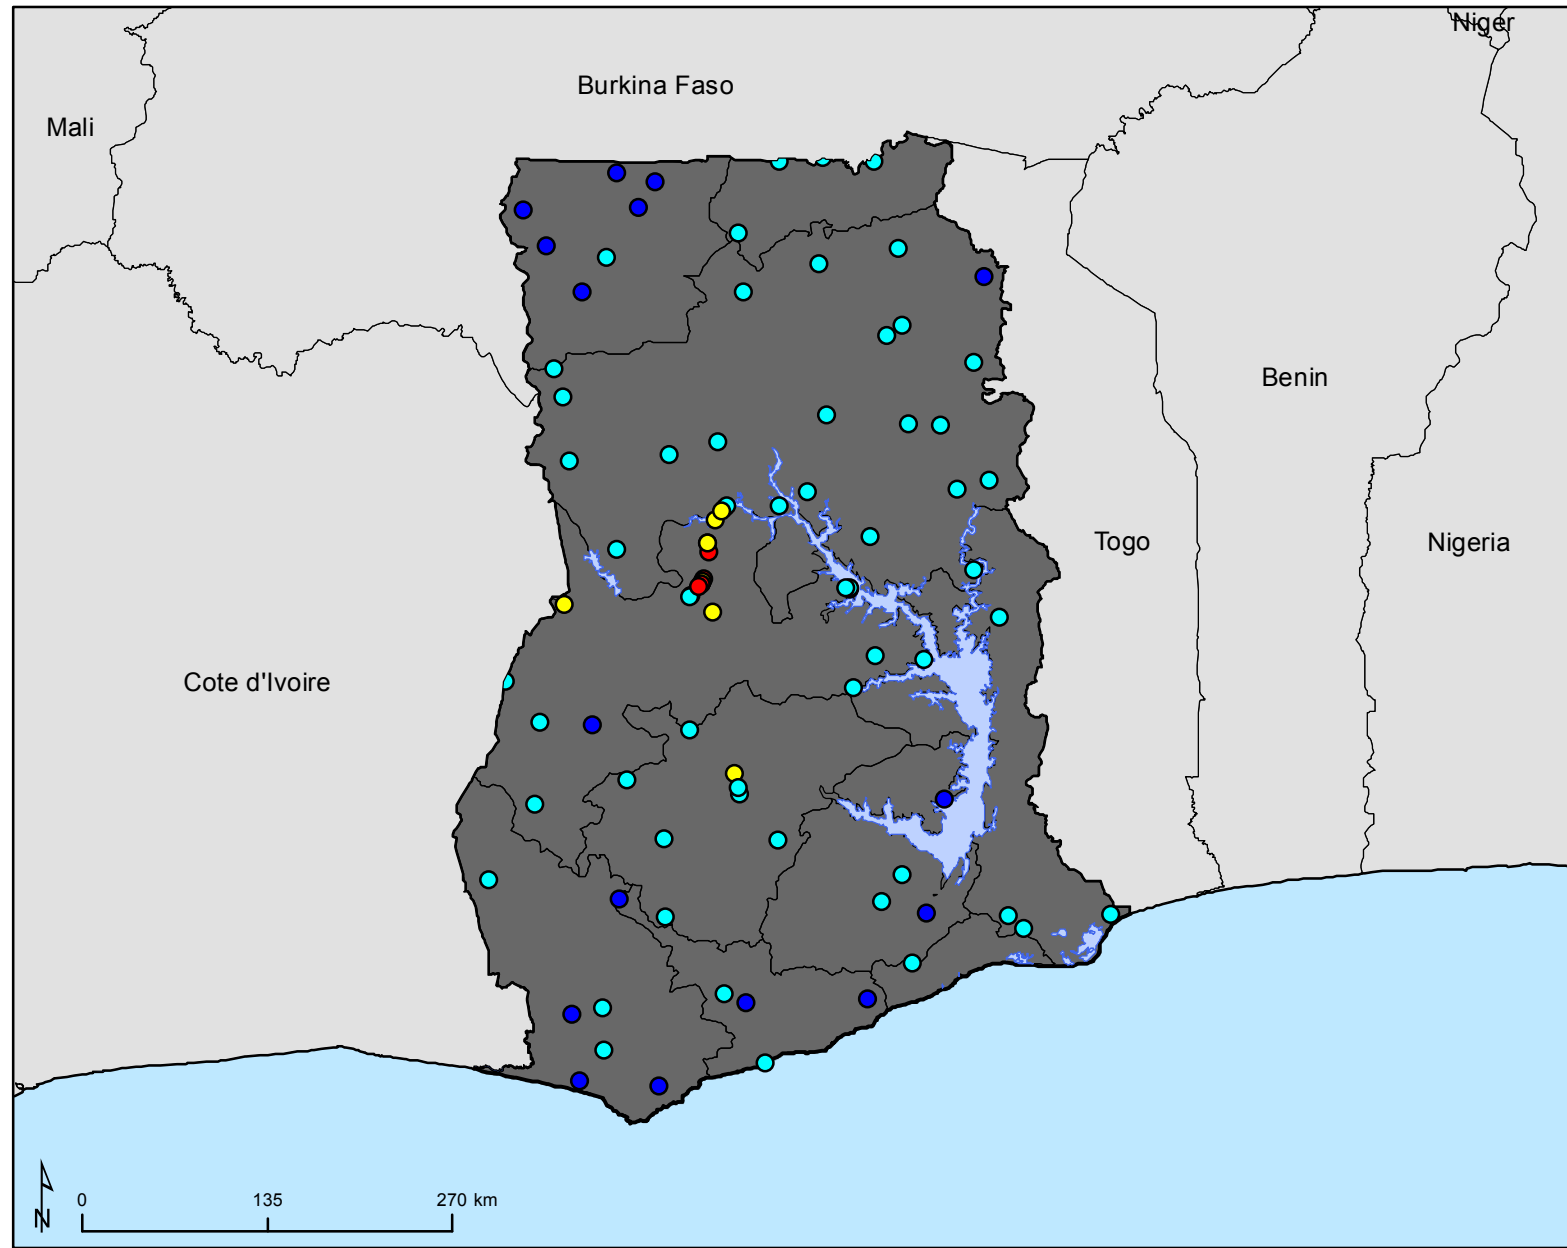 Niger
Burkina Faso
Mali
Benin
Togo
Nigeria
Cote d'Ivoire
0 135 270 km
N